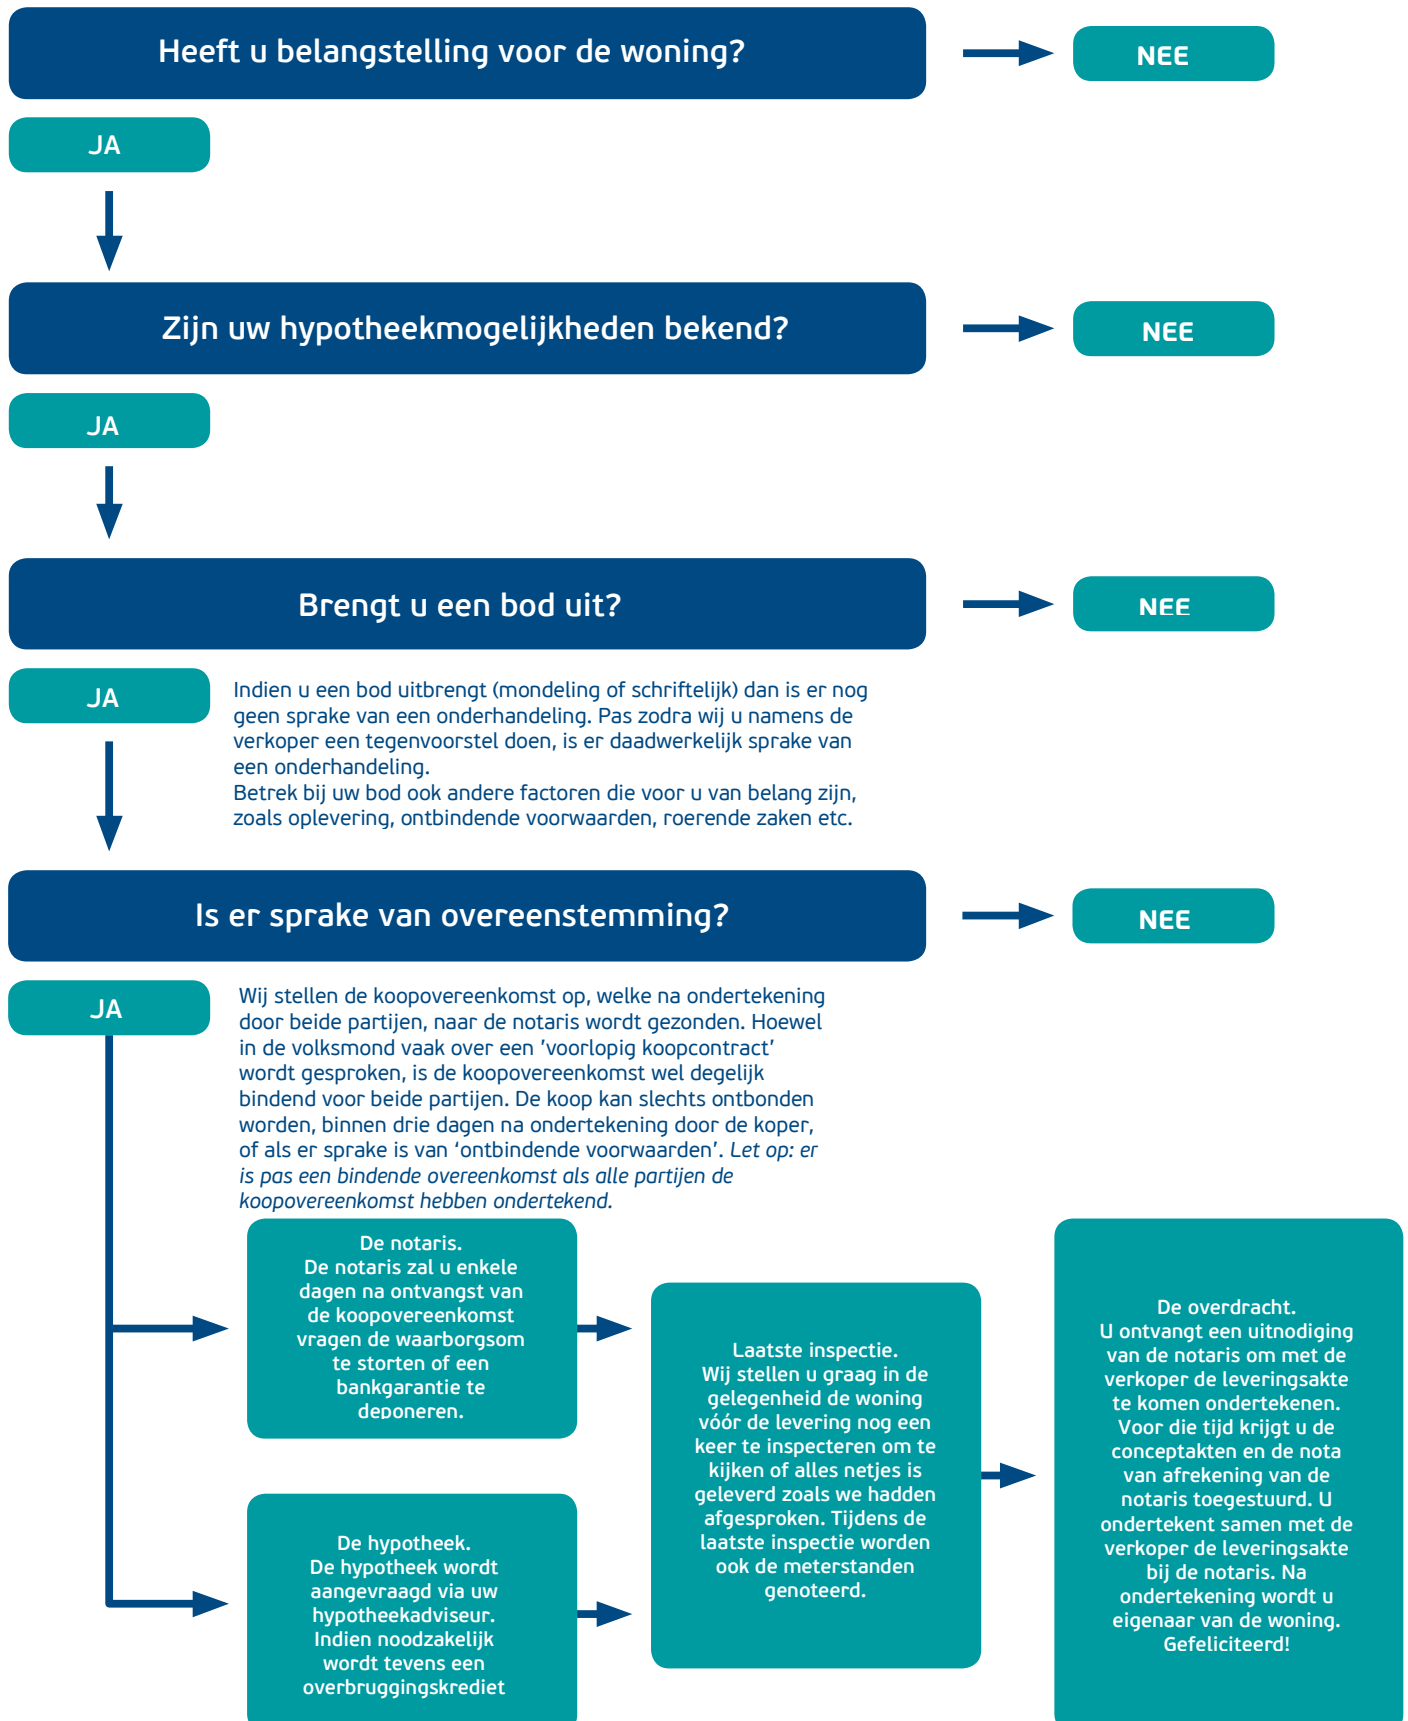 Heeft u belangstelling voor de woning?
NEE
JA
Zijn uw hypotheekmogelijkheden bekend?
NEE
JA
Brengt u een bod uit?
NEE
JA
Indien u een bod uitbrengt (mondeling of schriftelijk) dan is er nog
geen sprake van een onderhandeling. Pas zodra wij u namens de
verkoper een tegenvoorstel doen, is er daadwerkelijk sprake van
een onderhandeling.
Betrek bij uw bod ook andere factoren die voor u van belang zijn,
zoals oplevering, ontbindende voorwaarden, roerende zaken etc.
Is er sprake van overeenstemming?
NEE
JA
Wij stellen de koopovereenkomst op, welke na ondertekening
door beide partijen, naar de notaris wordt gezonden. Hoewel
in de volksmond vaak over een 'voorlopig koopcontract'
wordt gesproken, is de koopovereenkomst wel degelijk
bindend voor beide partijen. De koop kan slechts ontbonden
worden, binnen drie dagen na ondertekening door de koper,
of als er sprake is van ‘ontbindende voorwaarden’. Let op: er
is pas een bindende overeenkomst als alle partijen de
koopovereenkomst hebben ondertekend.
De notaris.
De notaris zal u enkele
dagen na ontvangst van
de koopovereenkomst
vragen de waarborgsom
te storten of een
bankgarantie te
deponeren.
De hypotheek.
De hypotheek wordt
aangevraagd via uw
hypotheekadviseur.
Indien noodzakelijk
wordt tevens een
overbruggingskrediet
Laatste inspectie.
Wij stellen u graag in de
gelegenheid de woning
vóór de levering nog een
keer te inspecteren om te
kijken of alles netjes is
geleverd zoals we hadden
afgesproken. Tijdens de
laatste inspectie worden
ook de meterstanden
genoteerd.
De overdracht.
U ontvangt een uitnodiging
van de notaris om met de
verkoper de leveringsakte
te komen ondertekenen.
Voor die tijd krijgt u de
conceptakten en de nota
van afrekening van de
notaris toegestuurd. U
ondertekent samen met de
verkoper de leveringsakte
bij de notaris. Na
ondertekening wordt u
eigenaar van de woning.
Gefeliciteerd!